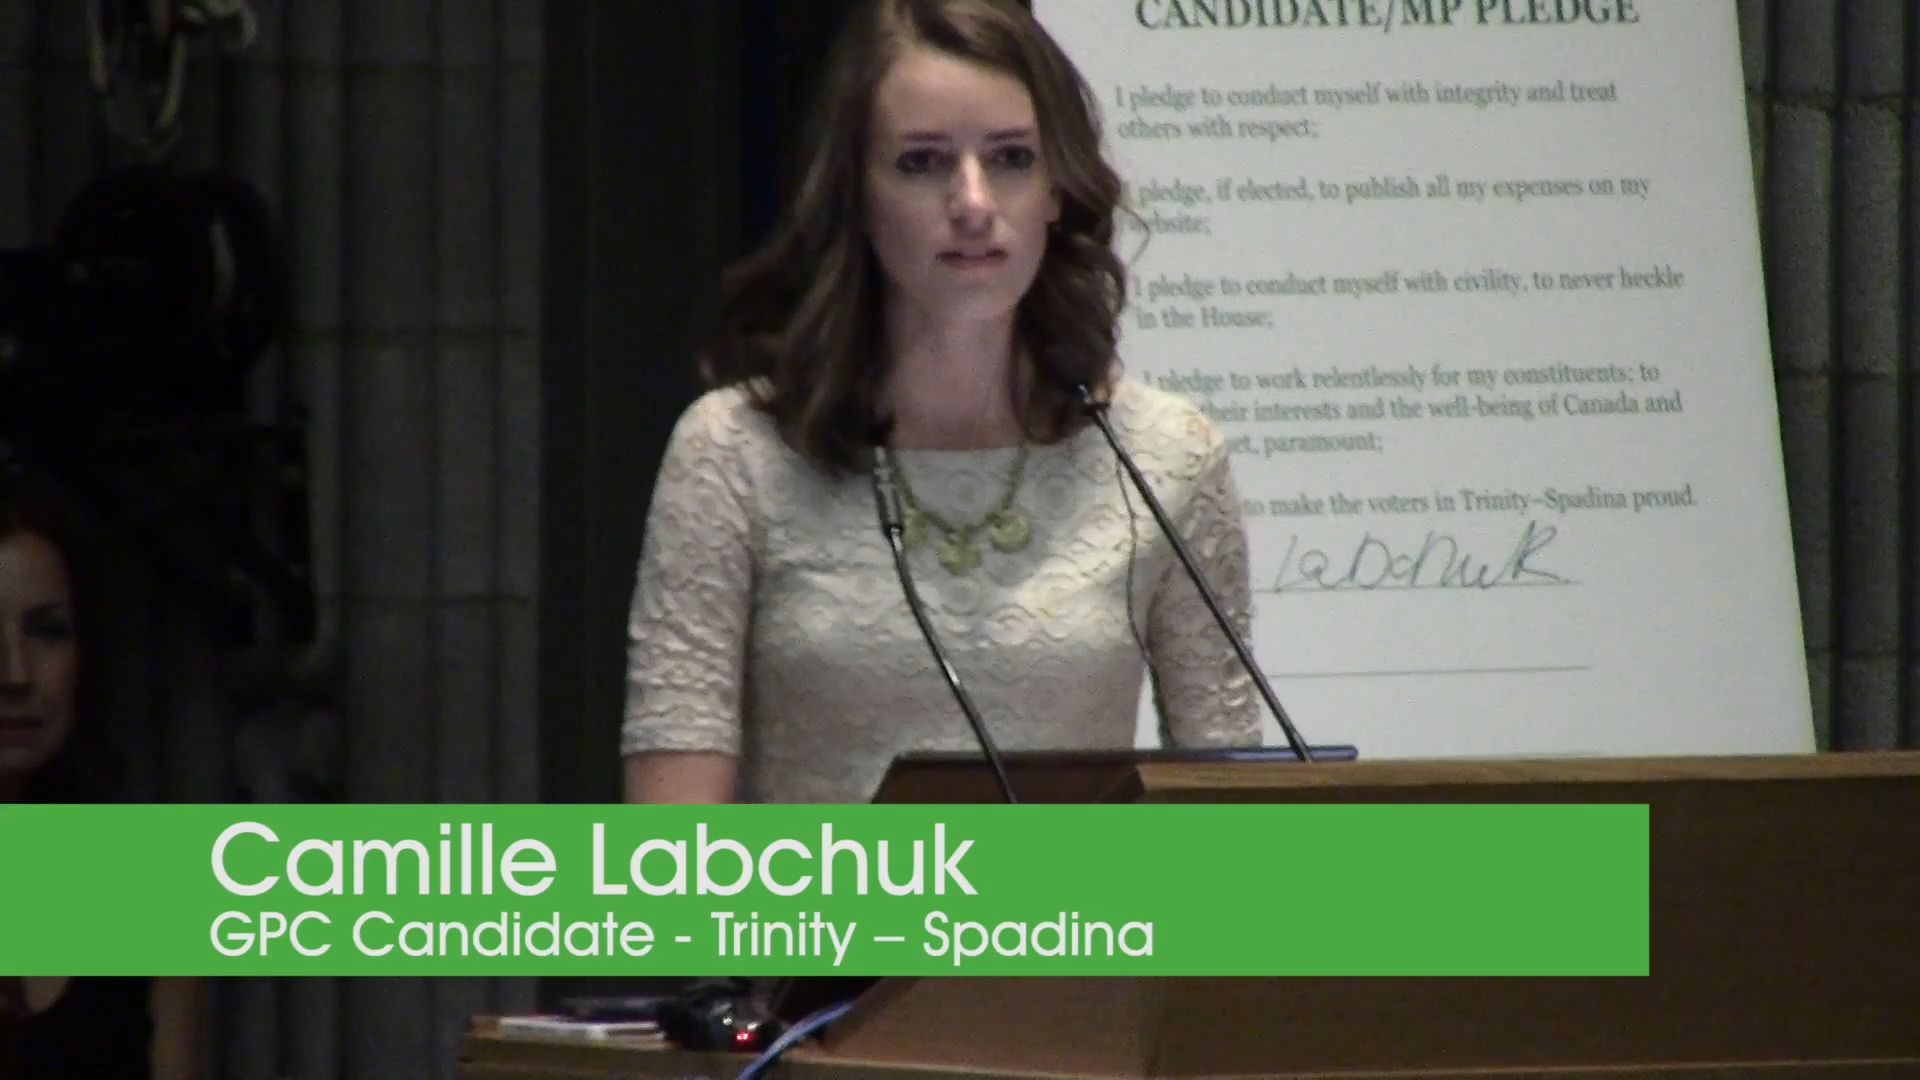 CANDIDATE/MP PLEDGE
I pledge to conduct myself with integrity and treat
others with respect;
I pledge, if elected, to publish all my expenses on my
website;
I pledge to conduct myself with civility, to never heckle
in the House;
I pledge to work relentlessly for my constituents; to
their interests and the well-being of Canada and
paramount;
to make the voters in Trinity–Spadina proud.
Labchuk
Camille Labchuk
GPC Candidate - Trinity – Spadina